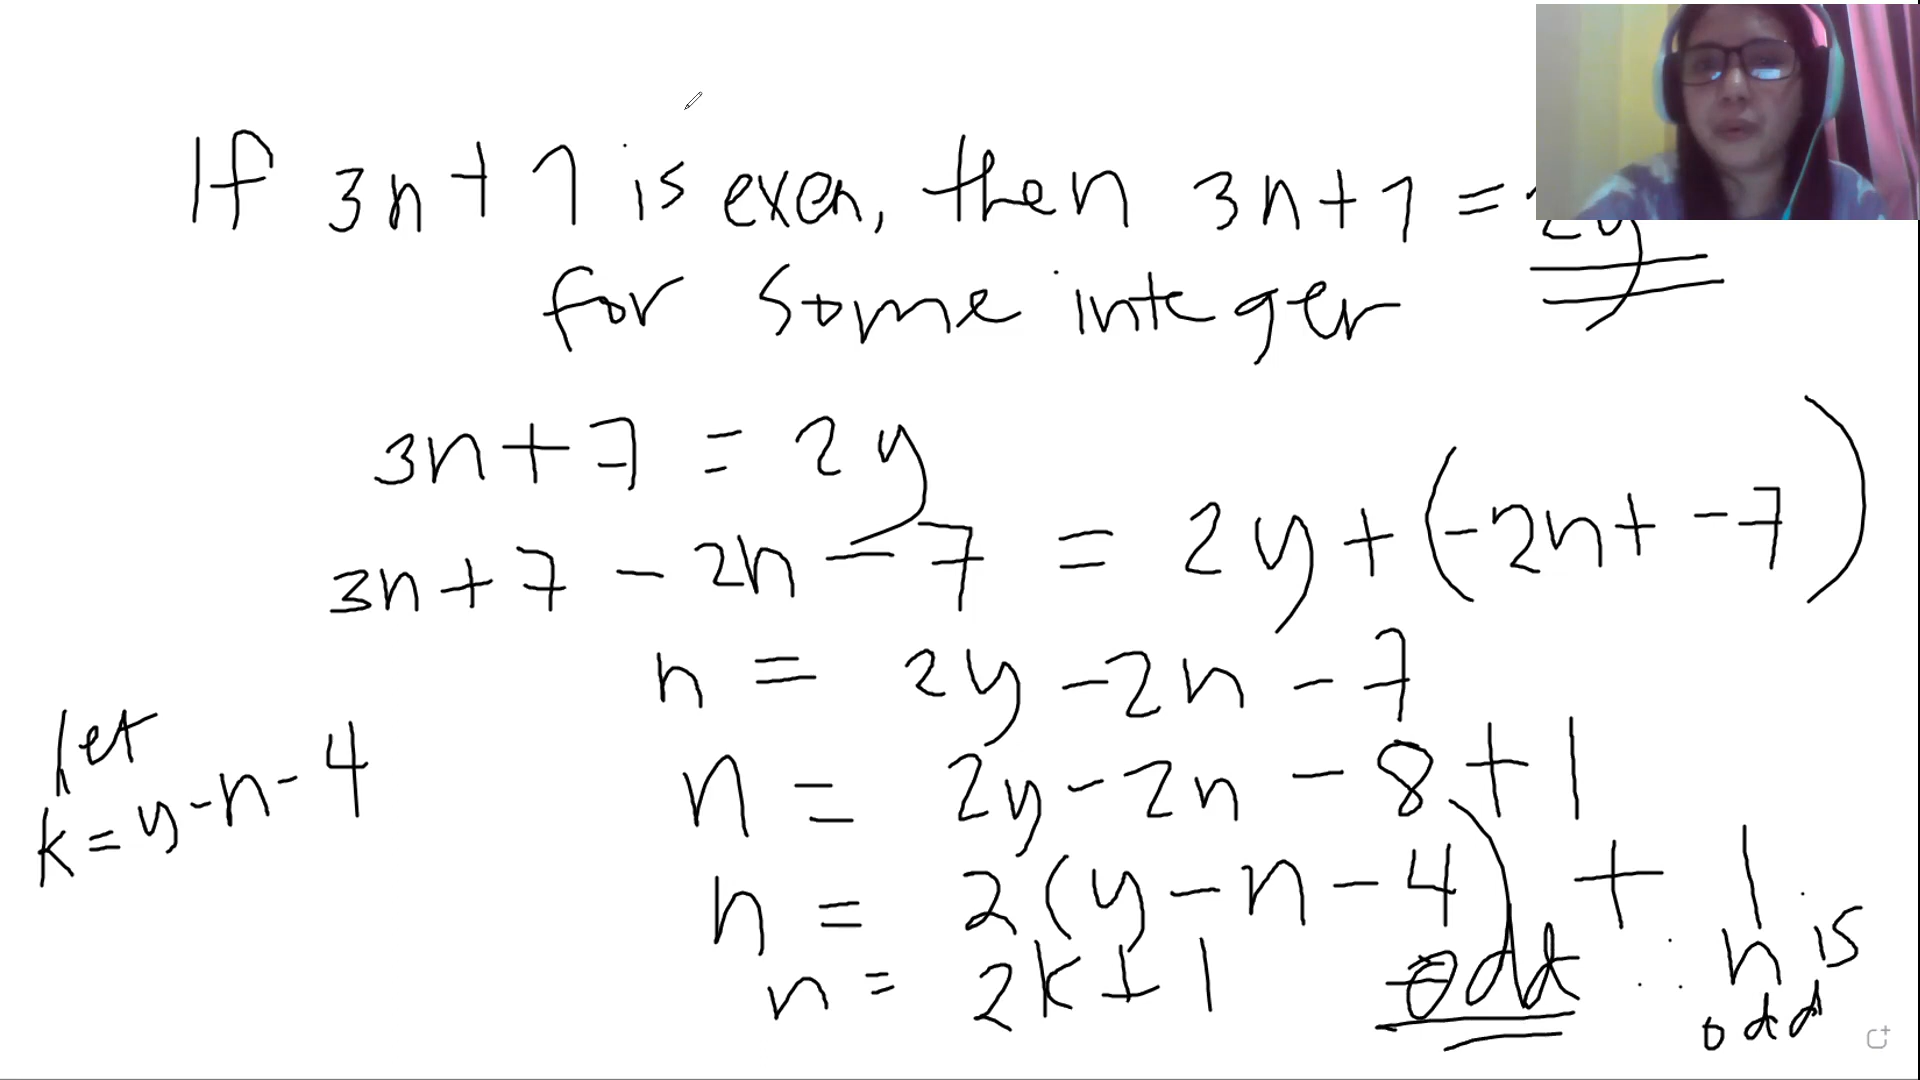 If 3n+7 is even, then 3n+7 = 2y
for some integer
3n+7 = 2y
3n+7 - 2n - 7 = 2y + (-2n + -7)
n = 2y - 2n - 7
n = 2y - 2n - 8 + 1
n = 2(y - n - 4) + 1
n = 2k + 1 odd ∴ n is
odd
let
k = y - n - 4